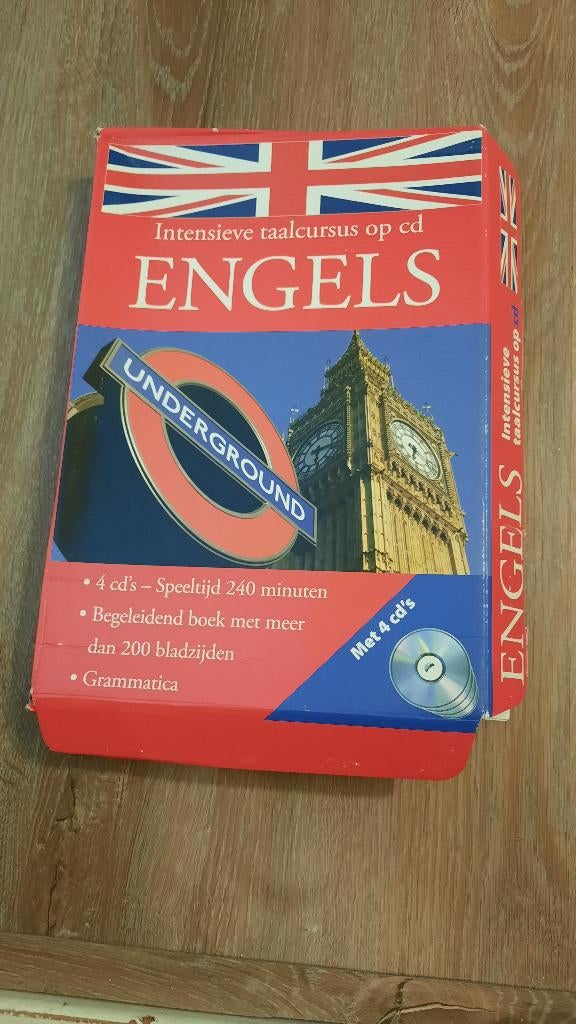 Intensieve taalcursus op cd
ENGELS
UNDERGROUND
• 4 cd's – Speeltijd 240 minuten
• Begeleidend boek met meer
dan 200 bladzijden
• Grammatica
Met 4 cd's
ENGELS
Intensieve
taalcursus op cd